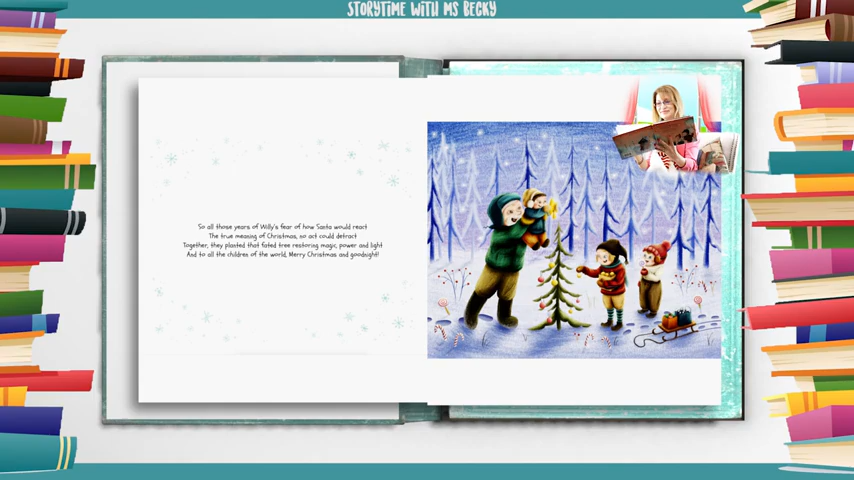 STORYTIME WITH MS BECKY
So all those years of Willy's fear of how Santa would react
The true meaning of Christmas, no act could detract
Together, they planted that fated tree restoring magic, power and light
And to all the children of the world, Merry Christmas and goodnight!